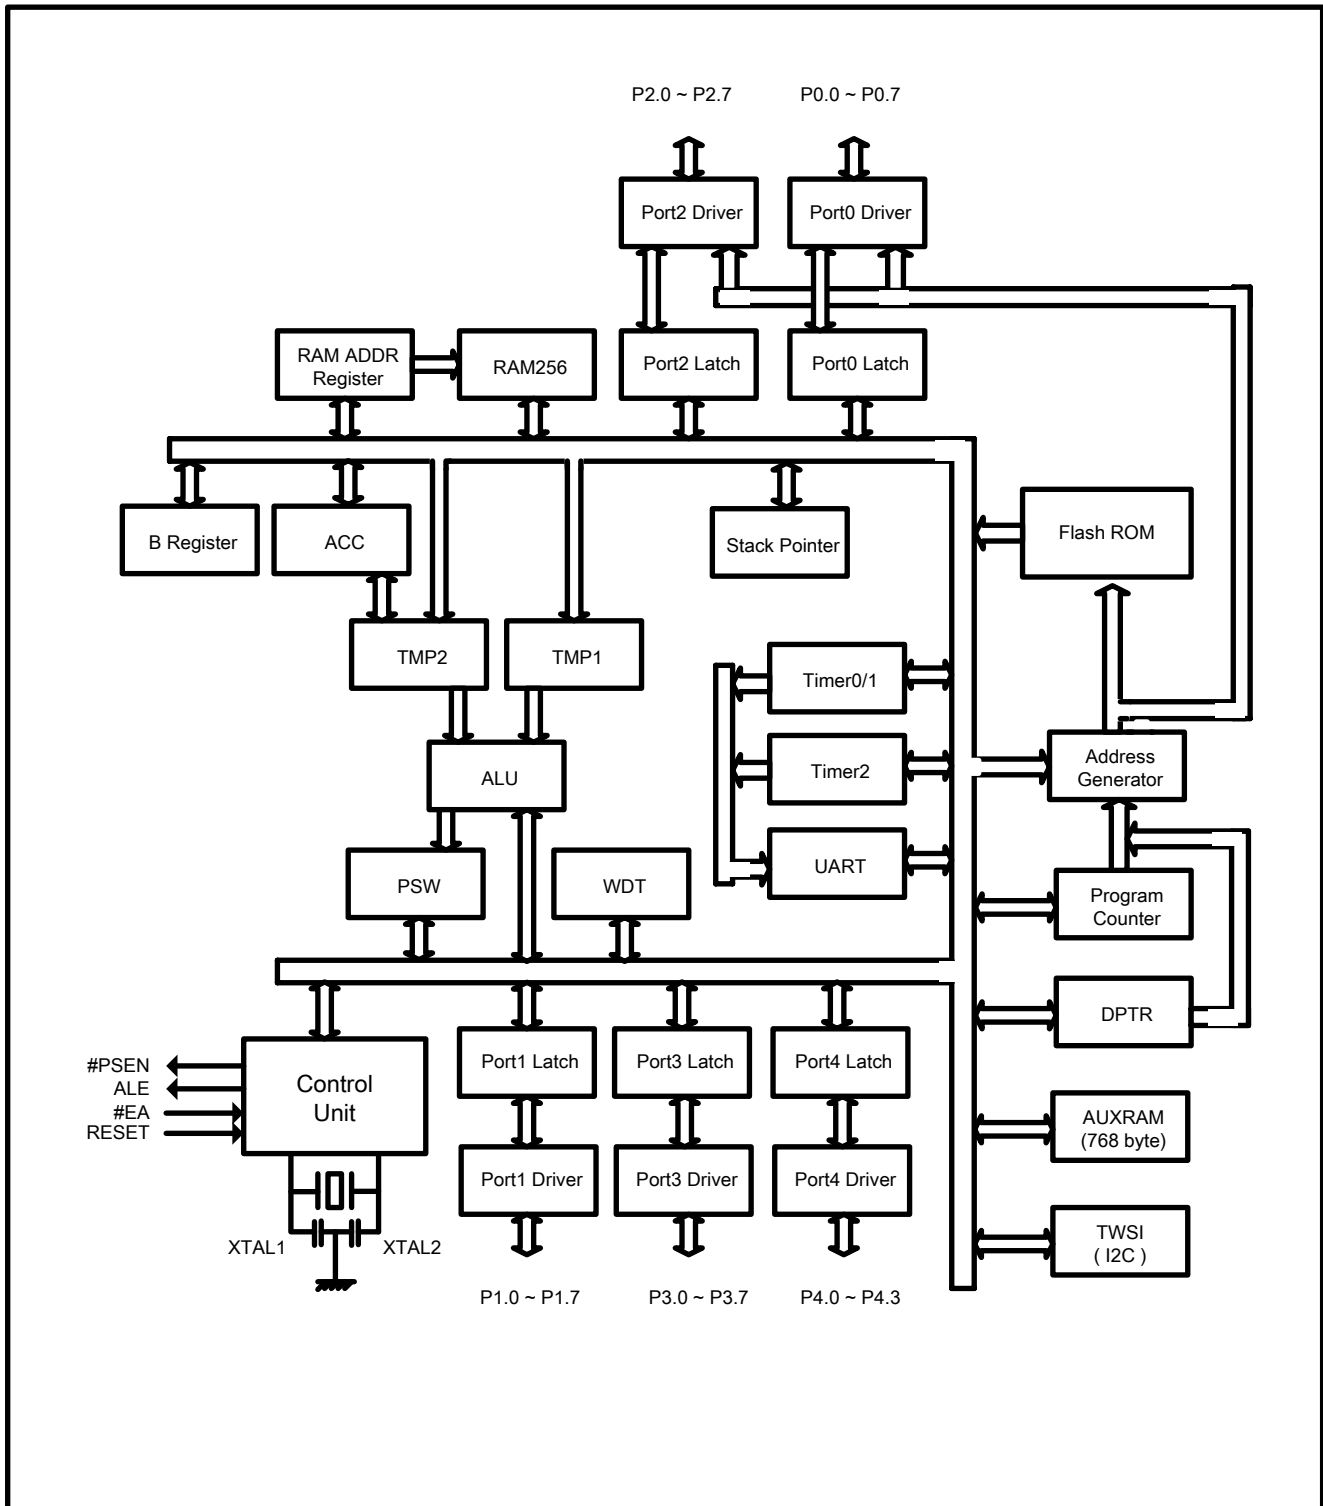 P2.0 ~ P2.7
P0.0 ~ P0.7
Port2 Driver
Port0 Driver
RAM ADDR
Register
RAM256
Port2 Latch
Port0 Latch
B Register
ACC
Stack Pointer
Flash ROM
TMP2
TMP1
Timer0/1
ALU
Timer2
Address
Generator
PSW
WDT
UART
Program
Counter
DPTR
#PSEN
ALE
#EA
RESET
Control
Unit
Port1 Latch
Port3 Latch
Port4 Latch
AUXRAM
(768 byte)
Port1 Driver
Port3 Driver
Port4 Driver
XTAL1
XTAL2
TWSI
( I2C )
P1.0 ~ P1.7
P3.0 ~ P3.7
P4.0 ~ P4.3